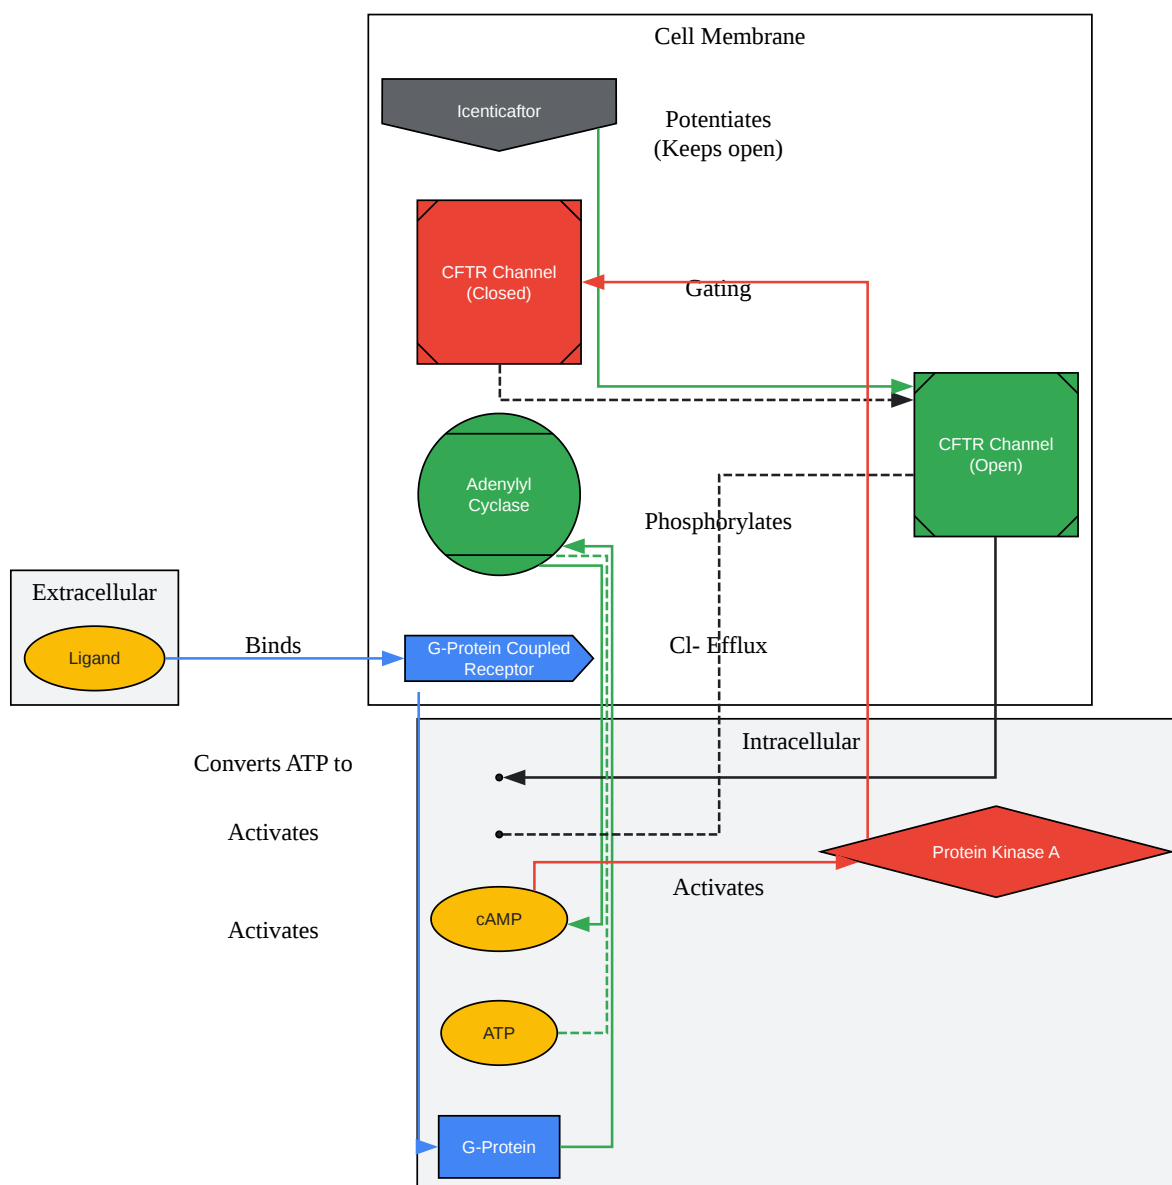 Cell Membrane
Icenticaftor
Potentiates
(Keeps open)
CFTR Channel
(Closed)
Gating
CFTR Channel
(Open)
Adenylyl
Cyclase
Phosphorylates
Extracellular
Ligand
Binds
G-Protein Coupled
Receptor
Cl- Efflux
Intracellular
Converts ATP to
Activates
Protein Kinase A
Activates
cAMP
Activates
ATP
G-Protein